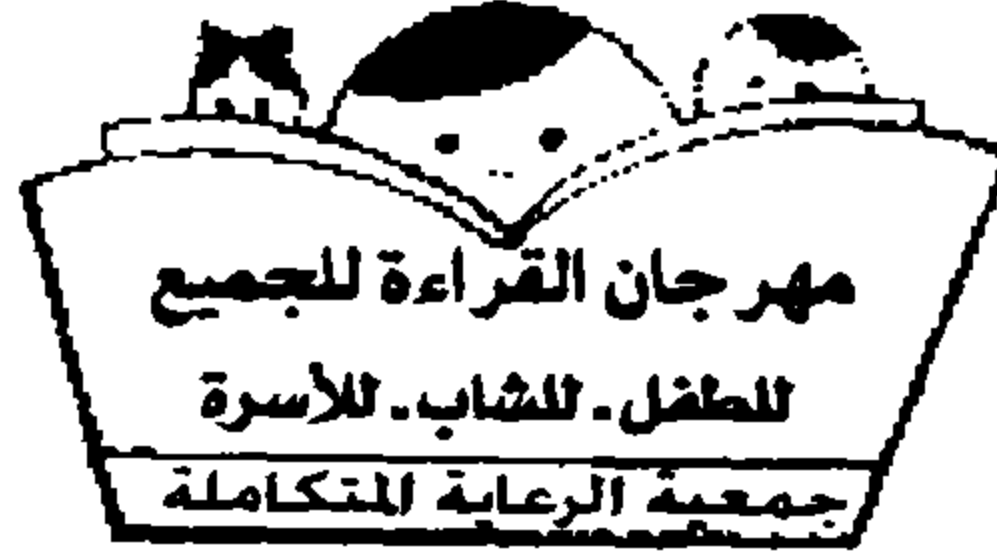 مهرجان القراءة للجميع
للطفل - للشاب - للأسرة
جمعية الرعاية المتكاملة